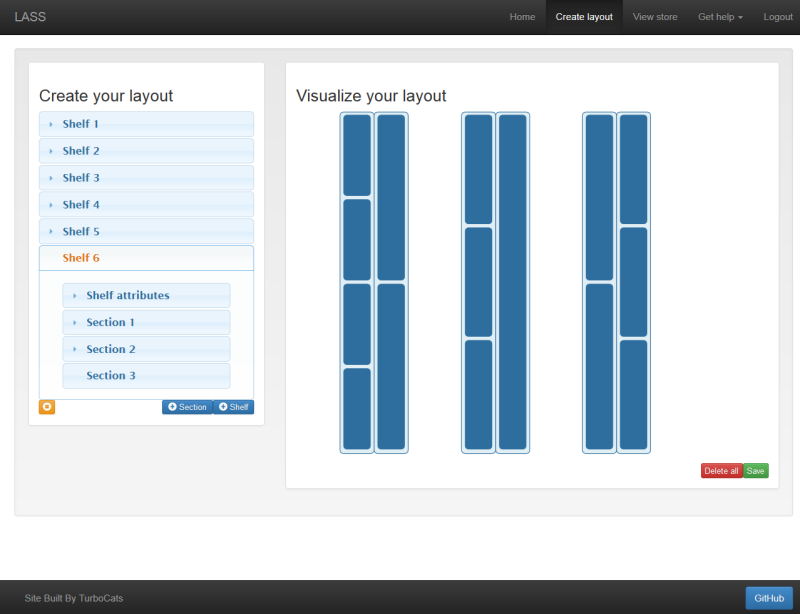 LASS
Home Create layout View store Get help Logout
Create your layout
Shelf 1
Shelf 2
Shelf 3
Shelf 4
Shelf 5
Shelf 6
Shelf attributes
Section 1
Section 2
Section 3
Section Shelf
Visualize your layout
Delete all Save
Site Built By TurboCats
GitHub